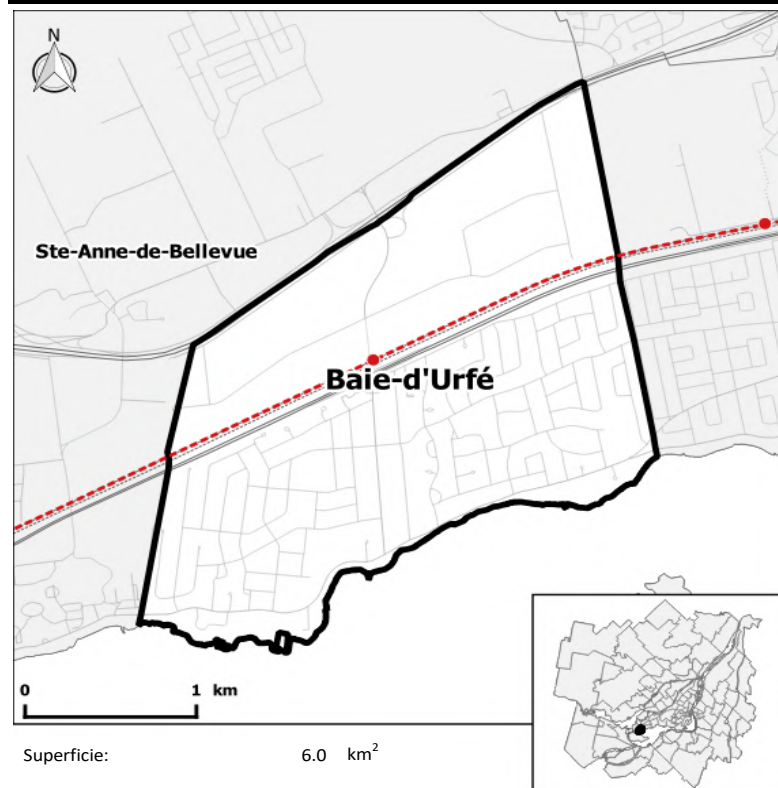 N
Ste-Anne-de-Bellevue
Baie-d'Urfé
0 1 km
Superficie: 6.0 km²